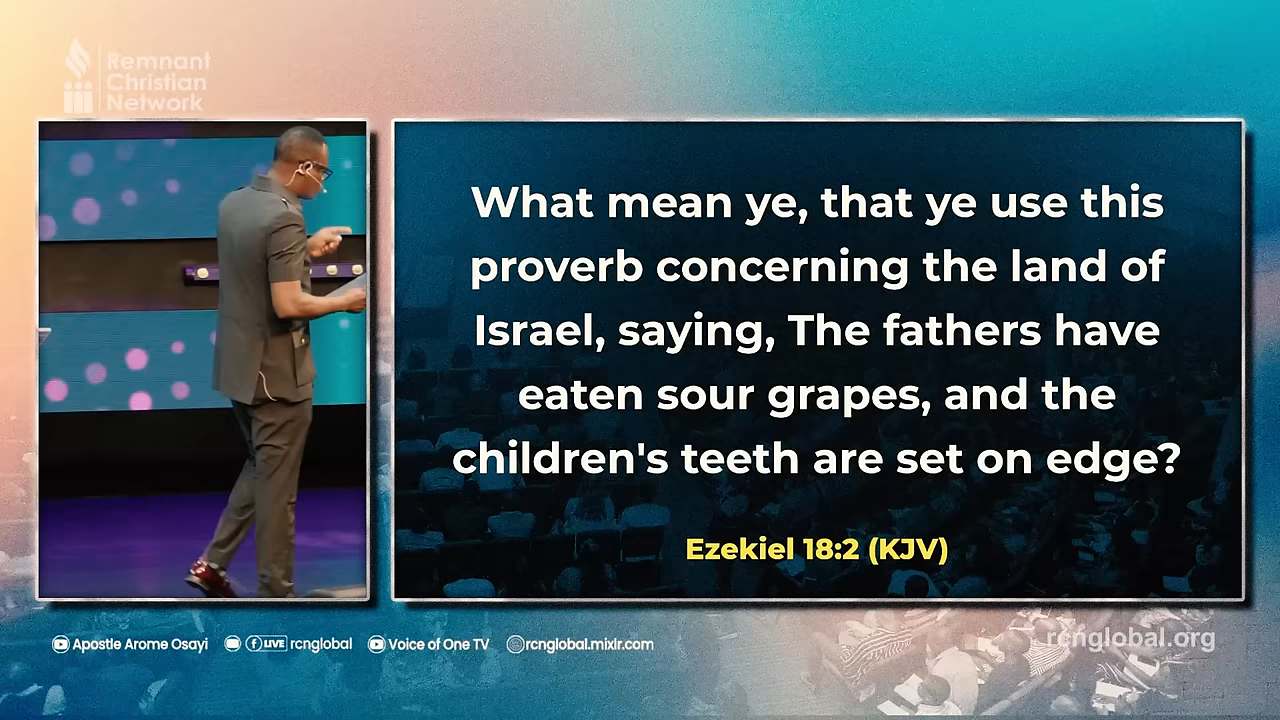 Remnant
Christian
Network
What mean ye, that ye use this
proverb concerning the land of
Israel, saying, The fathers have
eaten sour grapes, and the
children's teeth are set on edge?
Ezekiel 18:2 (KJV)
Apostle Arome Osayi
LIVE rcnglobal
Voice of One TV
rcnglobal.mixlr.com
rcnglobal.org